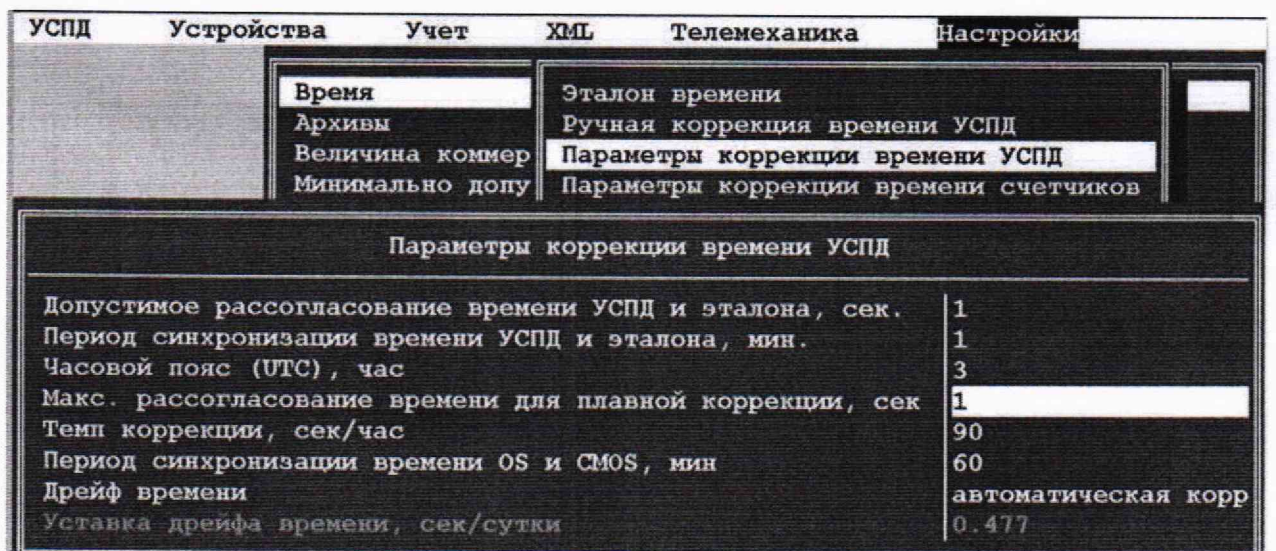 УСПД Устройства Учет XML Телемеханика Настройки
Время
Архивы
Величина коммер
Минимально допу
Эталон времени
Ручная коррекция времени УСПД
Параметры коррекции времени УСПД
Параметры коррекции времени счетчиков
Параметры коррекции времени УСПД
Допустимое рассогласование времени УСПД и эталона, сек. 1
Период синхронизации времени УСПД и эталона, мин. 1
Часовой пояс (UTC), час 3
Макс. рассогласование времени для плавной коррекции, сек 1
Темп коррекции, сек/час 90
Период синхронизации времени OS и CMOS, мин 60
Дрейф времени автоматическая корр
Уставка дрейфа времени, сек/сутки 0.477